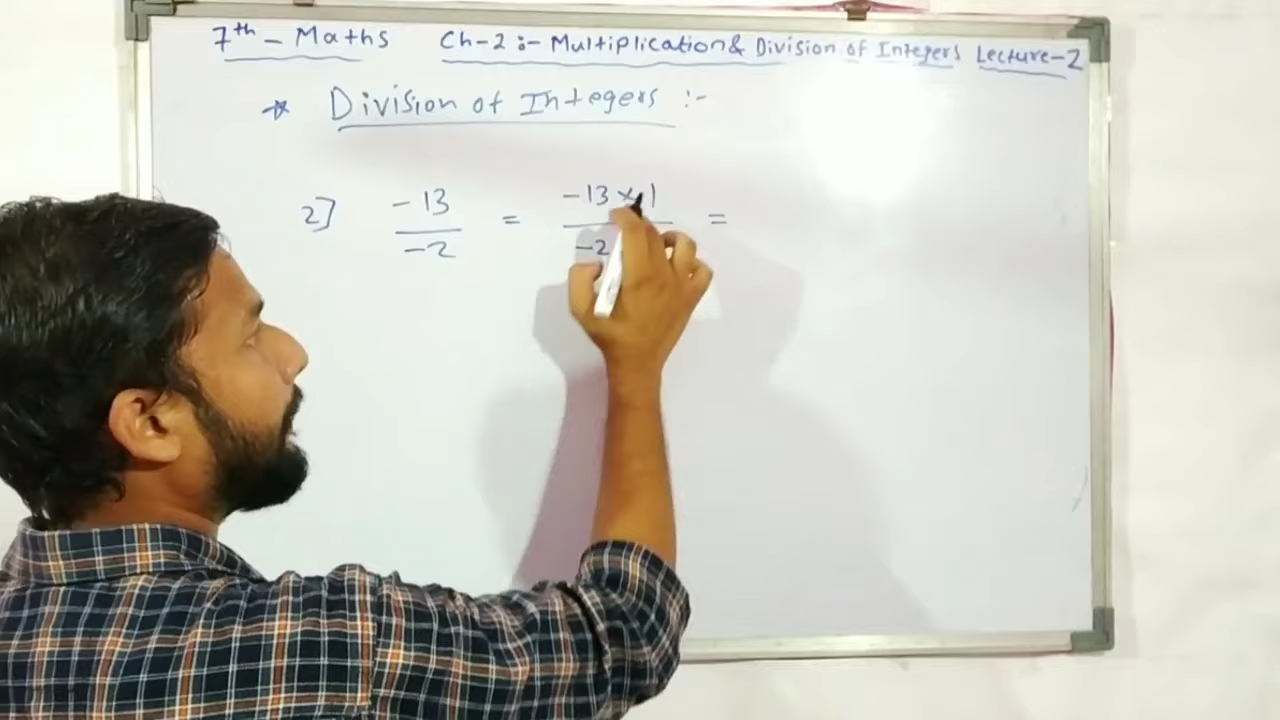 7th - Maths Ch-2 :- Multiplication & Division of Integers Lecture-2
* Division of Integers :-
2] -13/-2 = -13×1/-2 =